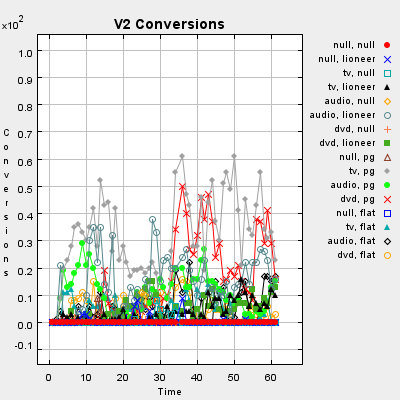 V2 Conversions
x10²
1.0
0.9
0.8
0.7
0.6
0.5
0.4
0.3
0.2
0.1
0.0
-0.1
Conversions
0 10 20 30 40 50 60
Time
null, null
null, lioneer
tv, null
tv, lioneer
audio, null
audio, lioneer
dvd, null
dvd, lioneer
null, pg
tv, pg
audio, pg
dvd, pg
null, flat
tv, flat
audio, flat
dvd, flat